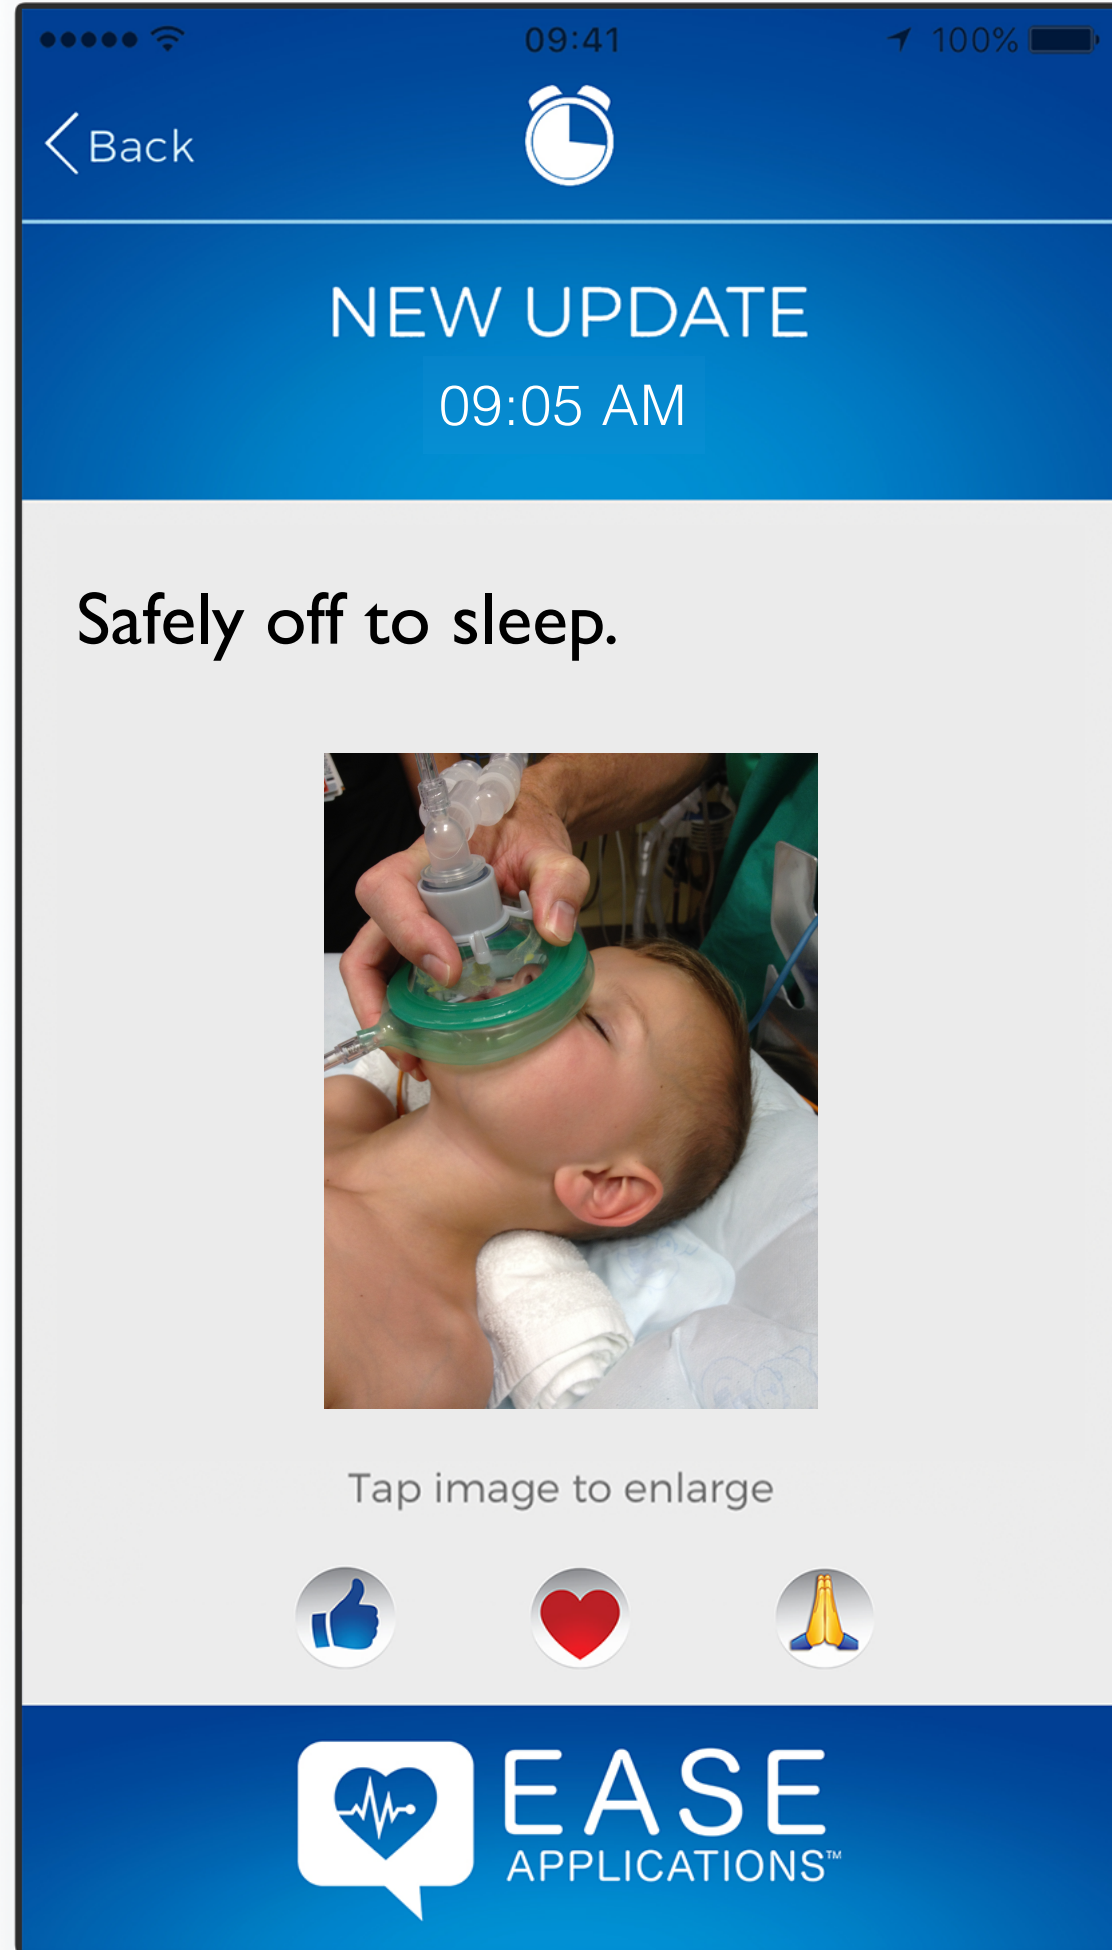 09:41
100%
Back
NEW UPDATE
09:05 AM
Safely off to sleep.
Tap image to enlarge
EASE
APPLICATIONS™